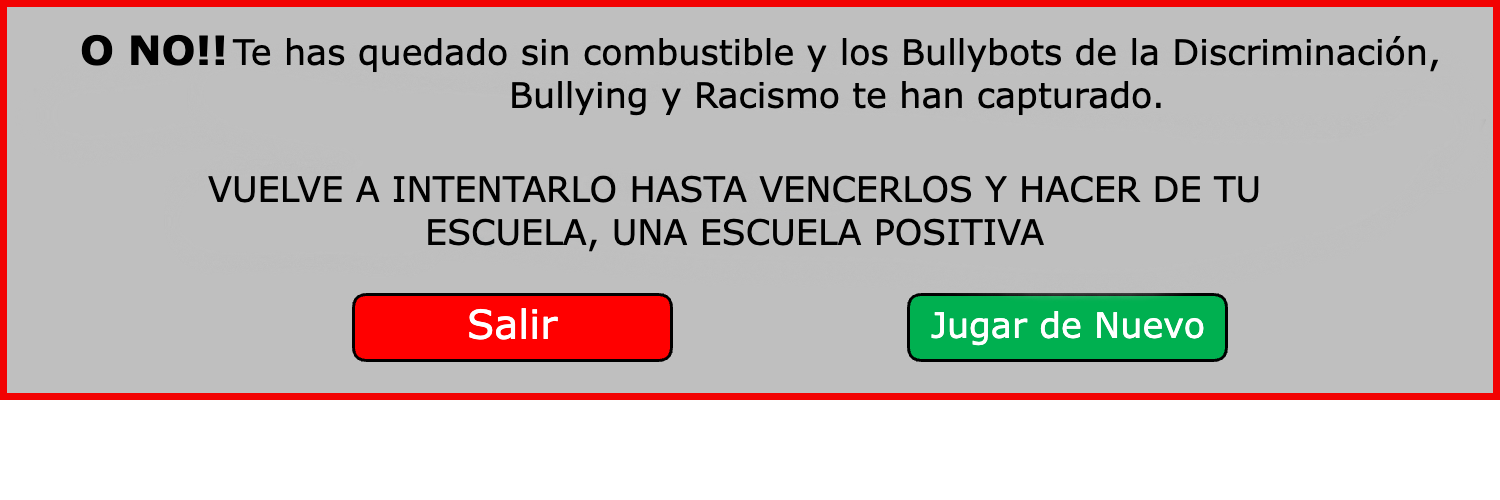 O NO!! Te has quedado sin combustible y los Bullybots de la Discriminación,
Bullying y Racismo te han capturado.
VUELVE A INTENTARLO HASTA VENCERLOS Y HACER DE TU
ESCUELA, UNA ESCUELA POSITIVA
Salir
Jugar de Nuevo